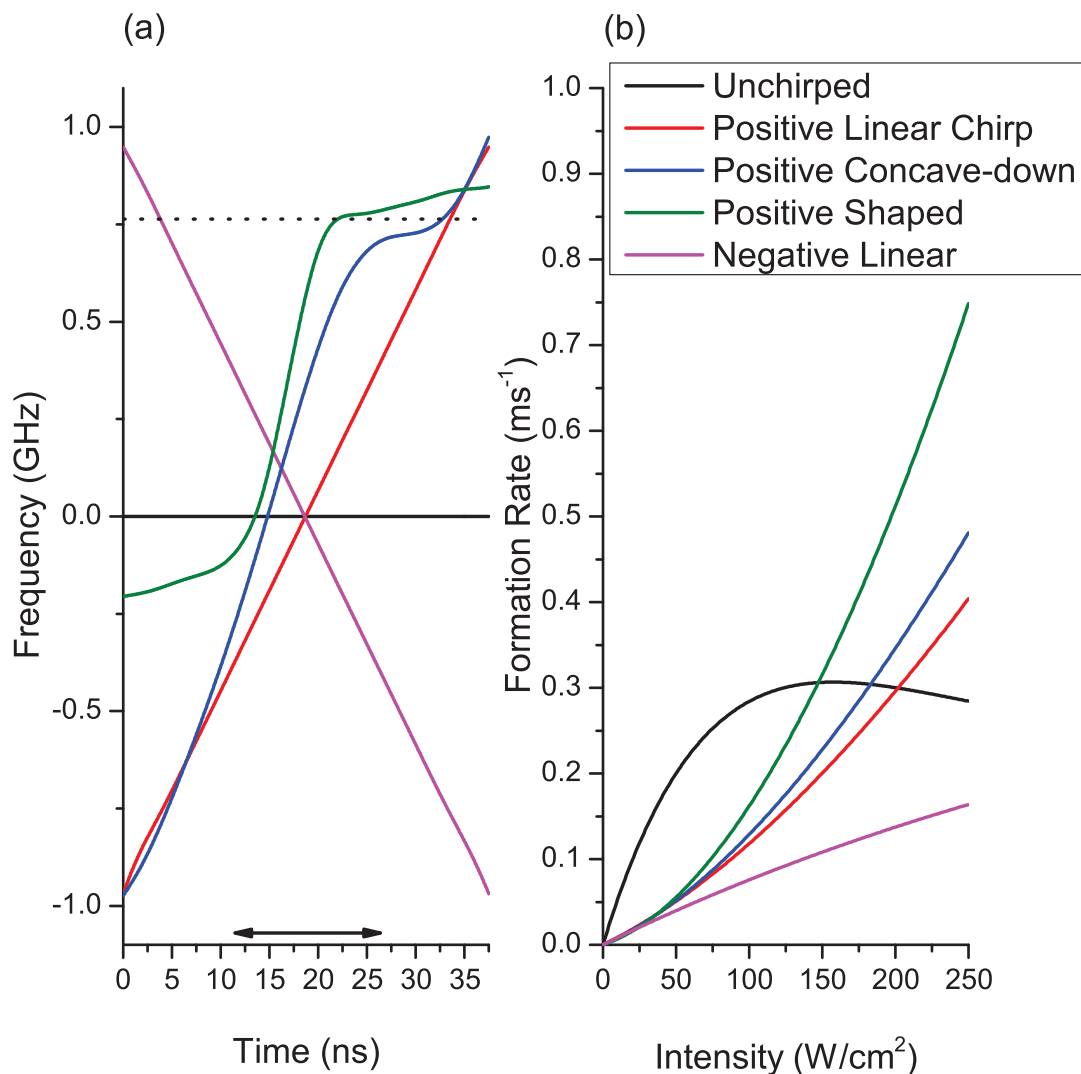 (a)
Frequency (GHz)
1.0
0.5
0.0
-0.5
-1.0
0 5 10 15 20 25 30 35
Time (ns)
(b)
Unchirped
Positive Linear Chirp
Positive Concave-down
Positive Shaped
Negative Linear
Formation Rate (ms⁻¹)
1.0
0.9
0.8
0.7
0.6
0.5
0.4
0.3
0.2
0.1
0.0
0 50 100 150 200 250
Intensity (W/cm²)